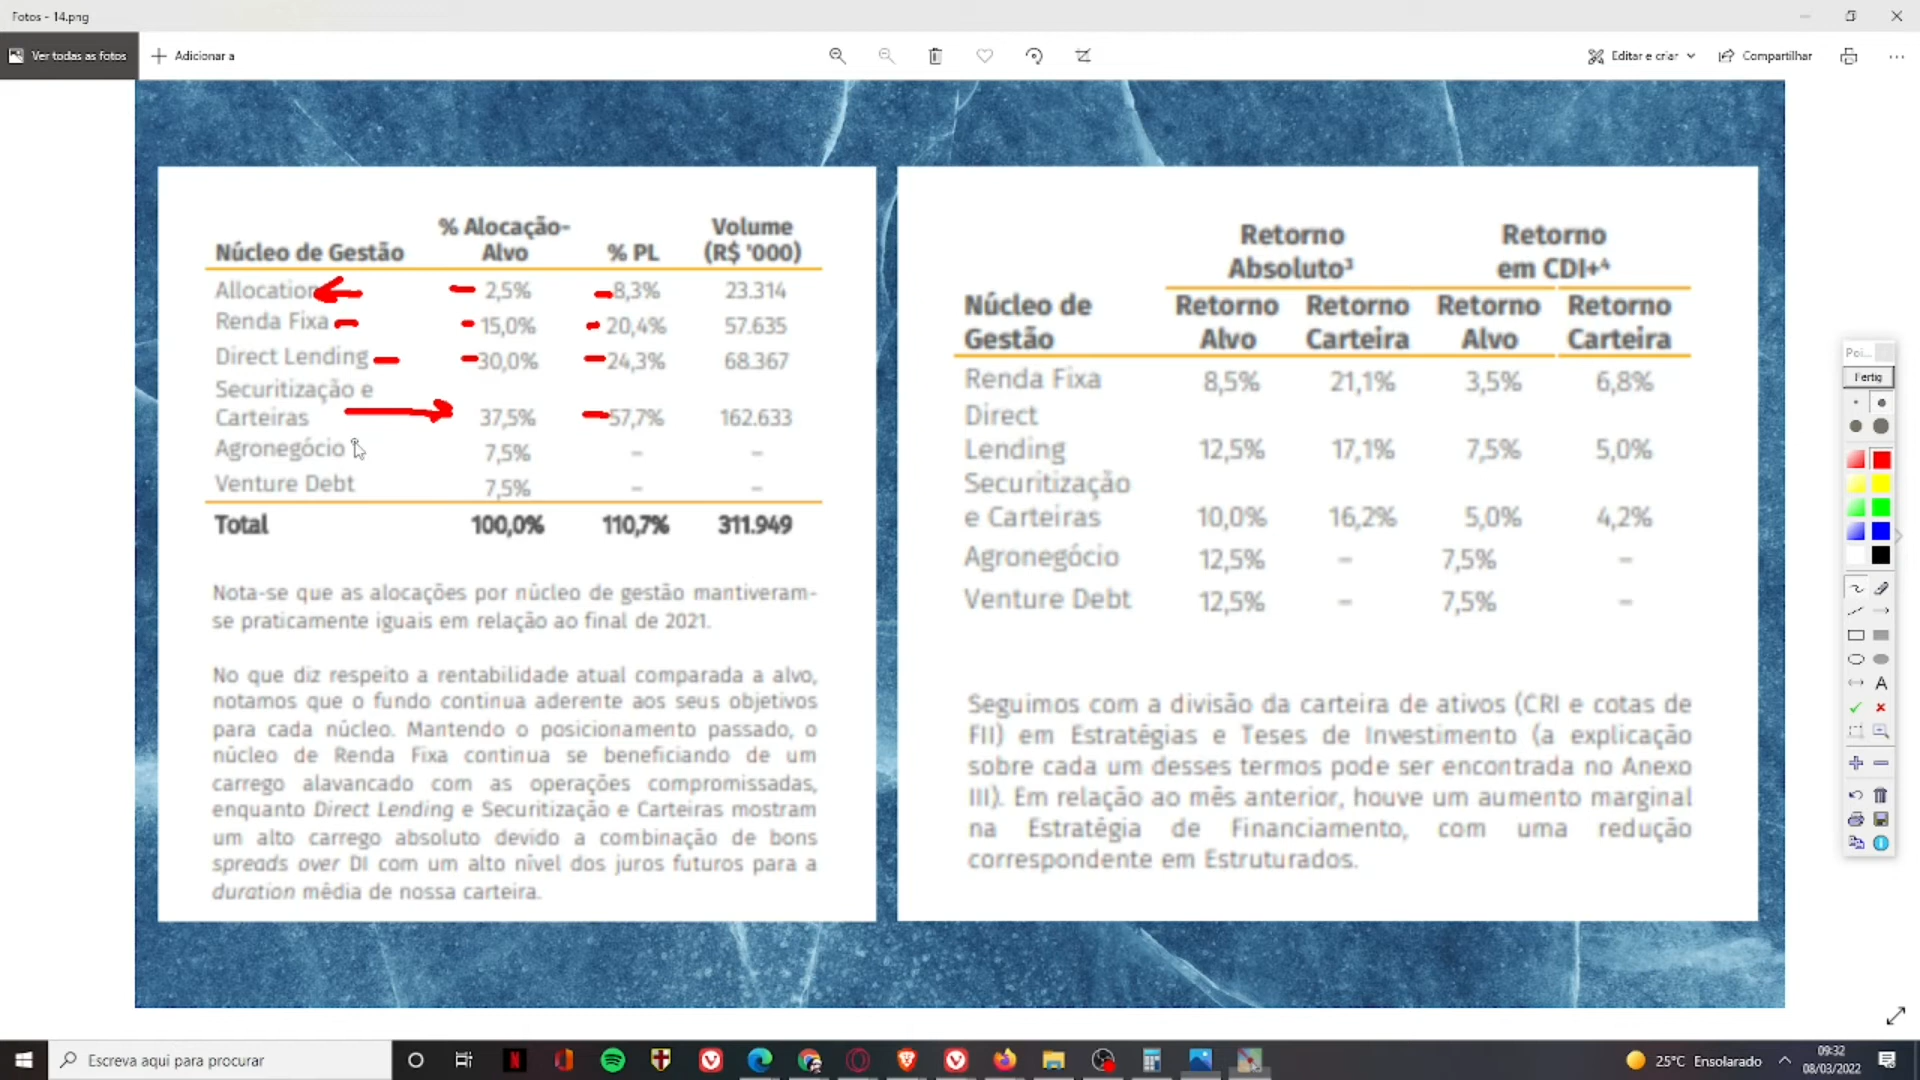 Fotos - 14.png
Ver todas as fotos
Adicionar a
Editar e criar
Compartilhar
Núcleo de Gestão % Alocação-Alvo % PL Volume (R$ '000)
Allocation 2,5% 8,3% 23.314
Renda Fixa 15,0% 20,4% 57.635
Direct Lending 30,0% 24,3% 68.367
Securitização e
Carteiras 37,5% 57,7% 162.633
Agronegócio 7,5% – –
Venture Debt 7,5% – –
Total 100,0% 110,7% 311.949
Nota-se que as alocações por núcleo de gestão mantiveram-
se praticamente iguais em relação ao final de 2021.
No que diz respeito a rentabilidade atual comparada a alvo,
notamos que o fundo continua aderente aos seus objetivos
para cada núcleo. Mantendo o posicionamento passado, o
núcleo de Renda Fixa continua se beneficiando de um
carrego alavancado com as operações compromissadas,
enquanto Direct Lending e Securitização e Carteiras mostram
um alto carrego absoluto devido a combinação de bons
spreads over DI com um alto nível dos juros futuros para a
duration média de nossa carteira.
Retorno Absoluto³ Retorno em CDI+⁴
Núcleo de Gestão Retorno Alvo Retorno Carteira Retorno Alvo Retorno Carteira
Renda Fixa 8,5% 21,1% 3,5% 6,8%
Direct
Lending 12,5% 17,1% 7,5% 5,0%
Securitização
e Carteiras 10,0% 16,2% 5,0% 4,2%
Agronegócio 12,5% – 7,5% –
Venture Debt 12,5% – 7,5% –
Seguimos com a divisão da carteira de ativos (CRI e cotas de
FII) em Estratégias e Teses de Investimento (a explicação
sobre cada um desses termos pode ser encontrada no Anexo
III). Em relação ao mês anterior, houve um aumento marginal
na Estratégia de Financiamento, com uma redução
correspondente em Estruturados.
Poi...
Fertig
A
Escreva aqui para procurar
25°C Ensolarado
09:32
08/03/2022